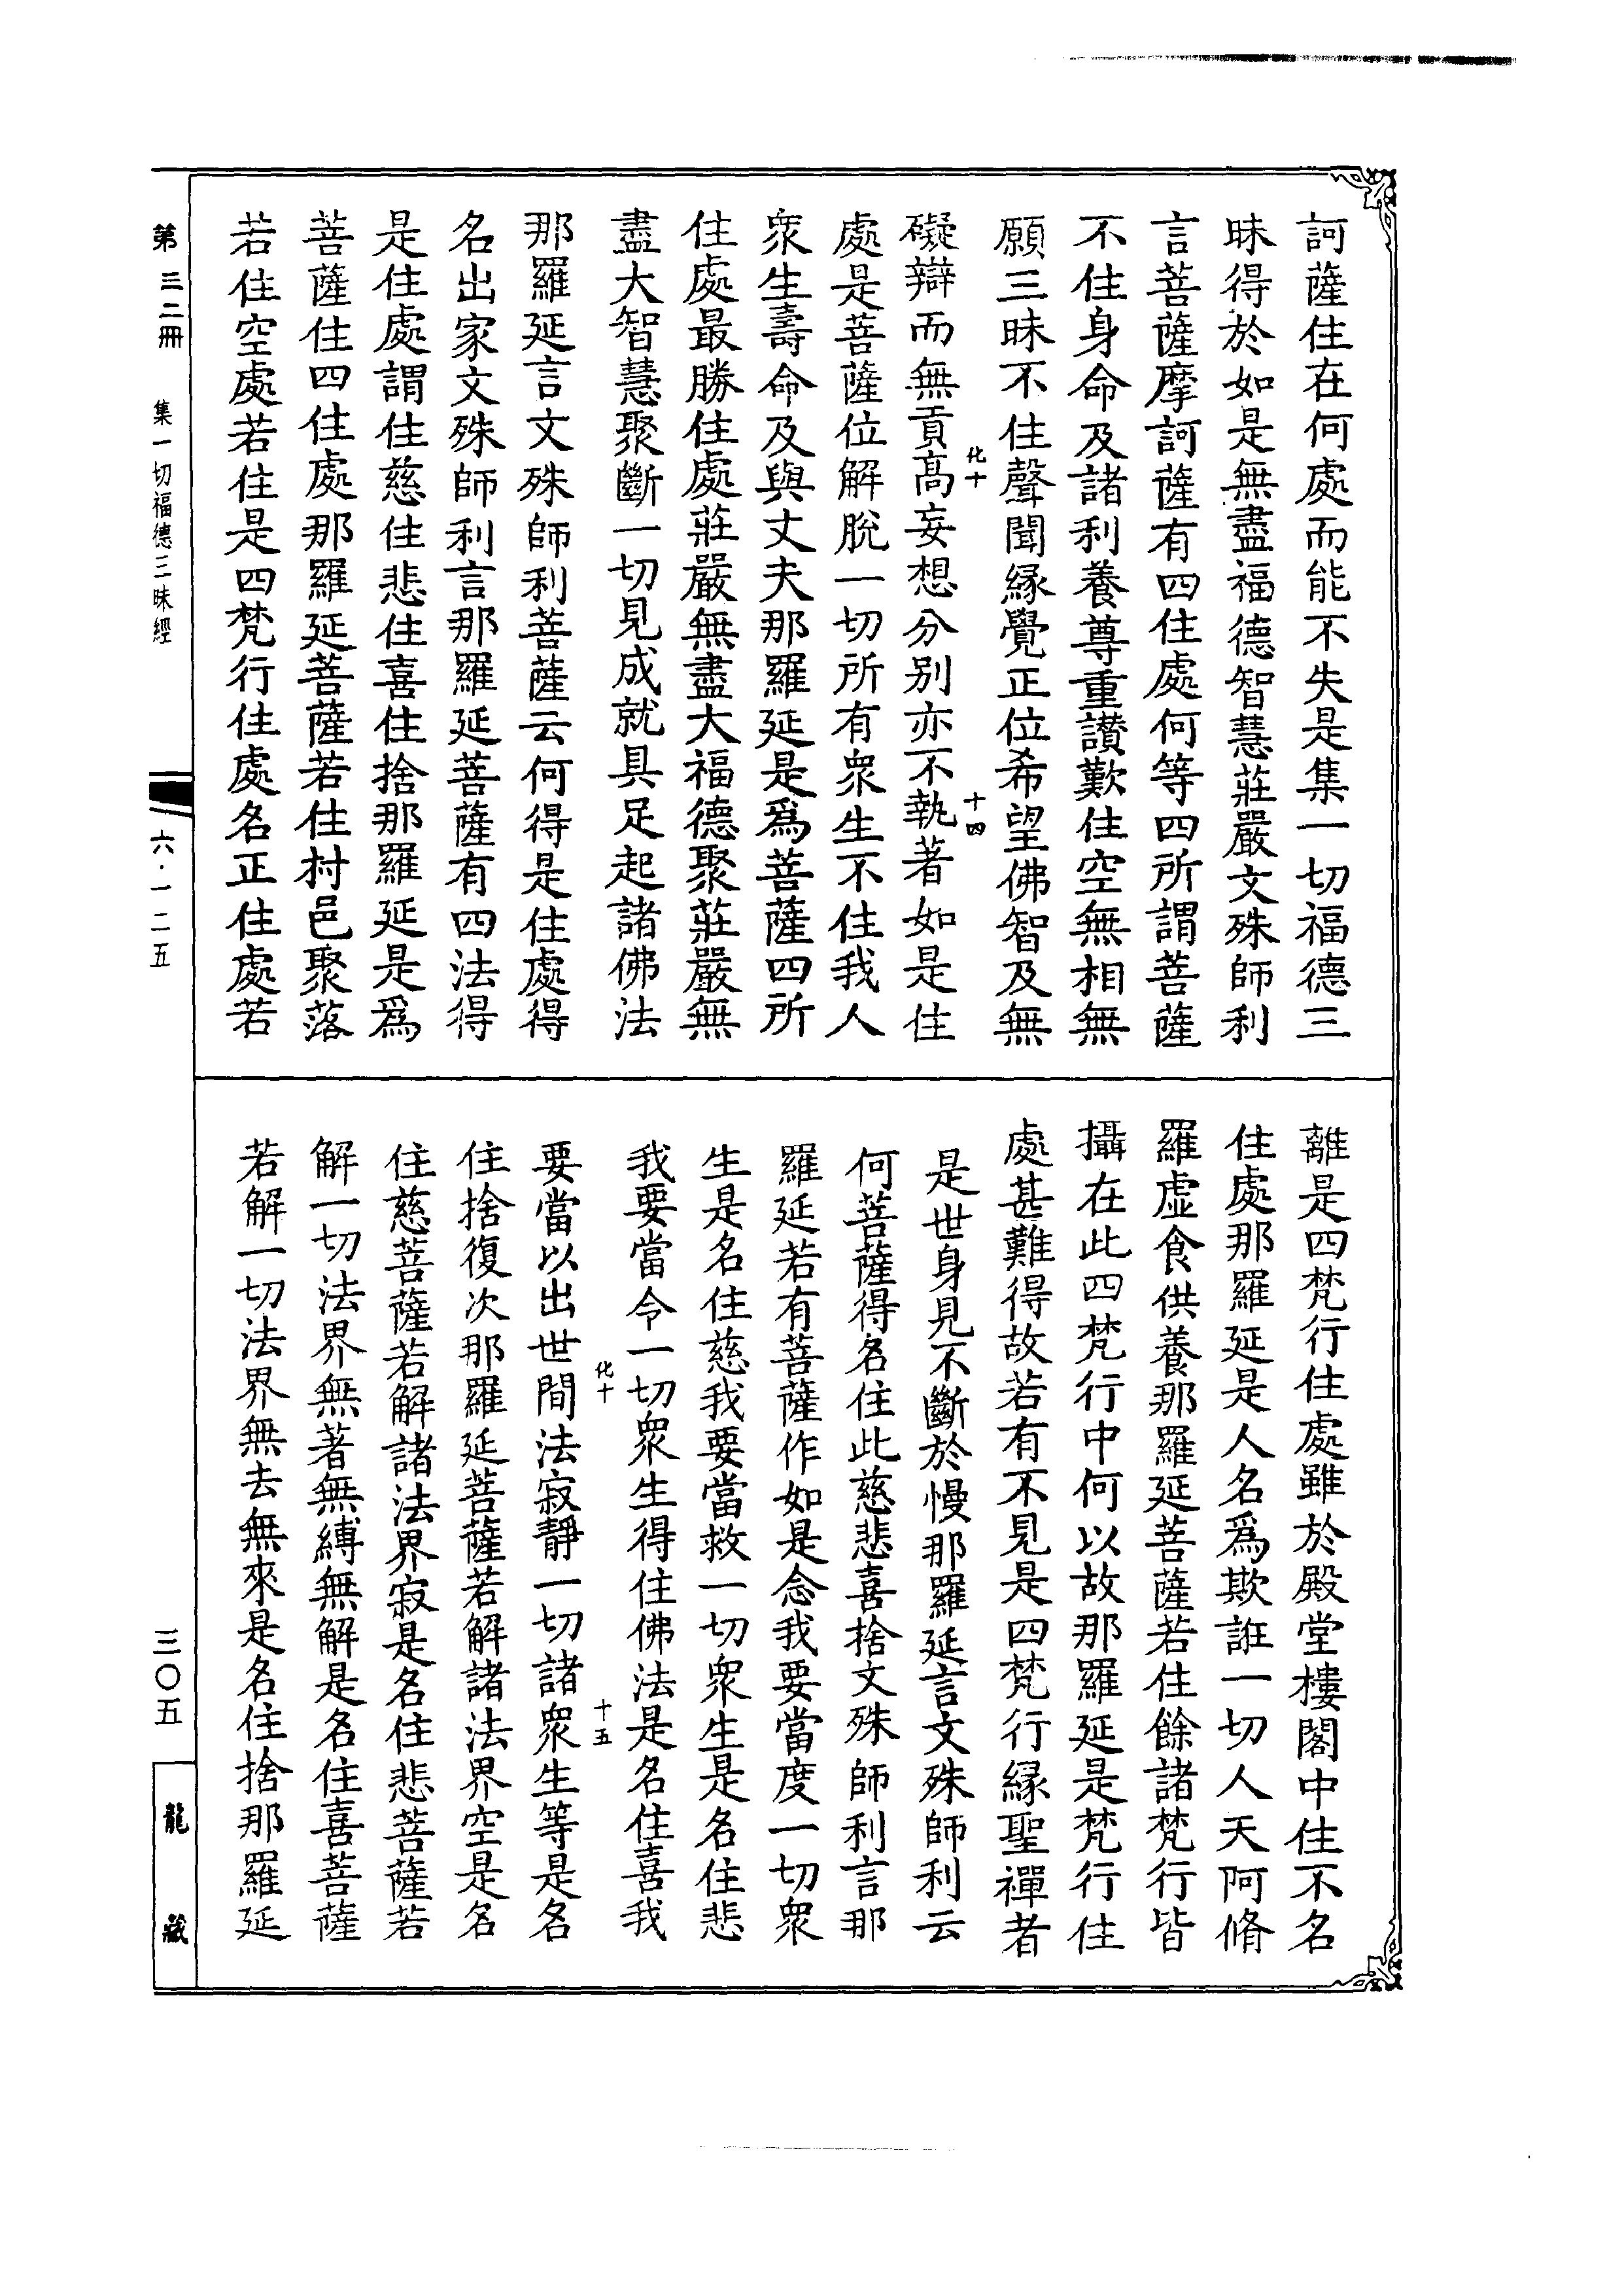 訶薩住在何處而能不失是集一切福德三
昧得於如是無盡福德智慧莊嚴文殊師利
言菩薩摩訶薩有四住處何等四所謂菩薩
不住身命及諸利養尊重讃歎住空無相無
願三昧不住聲聞緣覺正位希望佛智及無
化十　十四
礙辯而無貢高妄想分别亦不執著如是住
處是菩薩位解脫一切所有衆生不住我人
衆生壽命及與丈夫那羅延是爲菩薩四所
住處最勝住處莊嚴無盡大福德聚莊嚴無
盡大智慧聚斷一切見成就具足起諸佛法
那羅延言文殊師利菩薩云何得是住處得
名出家文殊師利言那羅延菩薩有四法得
是住處謂住慈住悲住喜住捨那羅延是爲
菩薩住四住處那羅延菩薩若住村邑聚落
若住空處若住是四梵行住處名正住處若
離是四梵行住處雖於殿堂樓閣中住不名
住處那羅延是人名爲欺誑一切人天阿脩
羅虛食供養那羅延菩薩若住餘諸梵行皆
攝在此四梵行中何以故那羅延是梵行住
處甚難得故若有不見是四梵行緣聖禪者
是世身見不斷於慢那羅延言文殊師利云
何菩薩得名住此慈悲喜捨文殊師利言那
羅延若有菩薩作如是念我要當度一切衆
生是名住慈我要當救一切衆生是名住悲
我要當令一切衆生得住佛法是名住喜我
化十　十五
要當以出世間法寂靜一切諸衆生等是名
住捨復次那羅延菩薩若解諸法界空是名
住慈菩薩若解諸法界寂是名住悲菩薩若
解一切法界無著無縛無解是名住喜菩薩
若解一切法界無去無來是名住捨那羅延
第三二冊　集一切福德三昧經　六·一二五　三〇五　龍藏